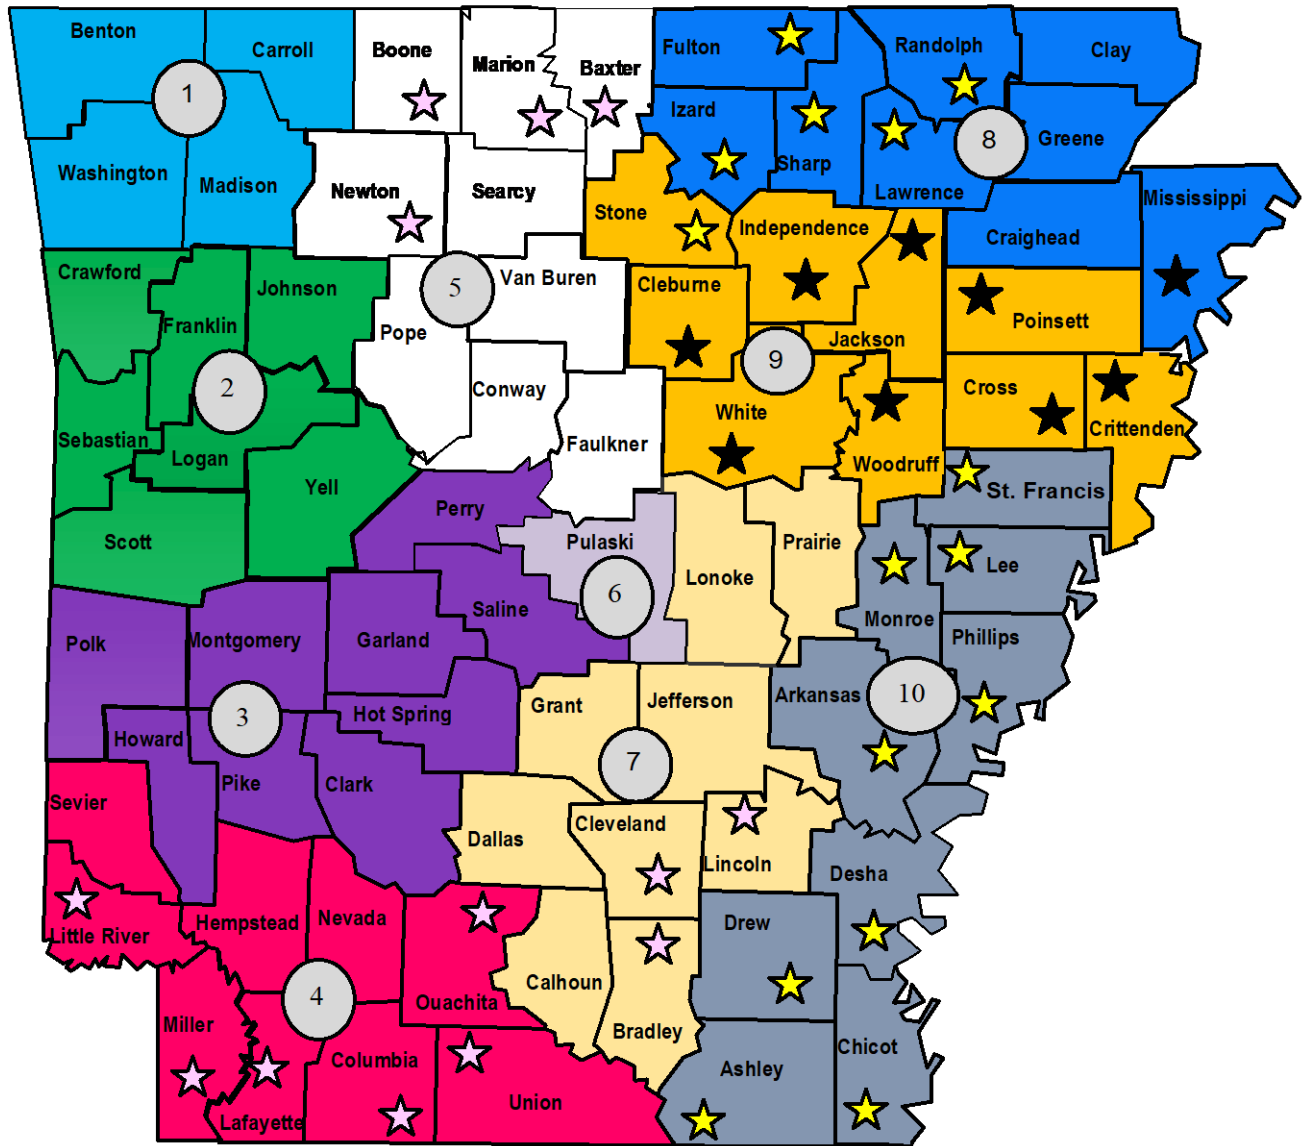 Benton
Carroll
Boone
Marion
Baxter
Fulton
Randolph
Clay
1
Izard
Sharp
Lawrence
8
Greene
Washington
Madison
Newton
Searcy
Stone
Independence
Mississippi
Craighead
Crawford
Franklin
Johnson
5
Van Buren
Cleburne
Pope
Jackson
Poinsett
2
Conway
9
White
Cross
Crittenden
Sebastian
Logan
Faulkner
Woodruff
Yell
Perry
St. Francis
Scott
Pulaski
Prairie
Lonoke
Lee
6
Saline
Monroe
Polk
Montgomery
Garland
Phillips
Arkansas
10
Grant
Jefferson
Hot Spring
3
Howard
Pike
Clark
7
Sevier
Dallas
Cleveland
Lincoln
Desha
Little River
Hempstead
Nevada
Drew
4
Ouachita
Calhoun
Bradley
Miller
Columbia
Ashley
Chicot
Lafayette
Union